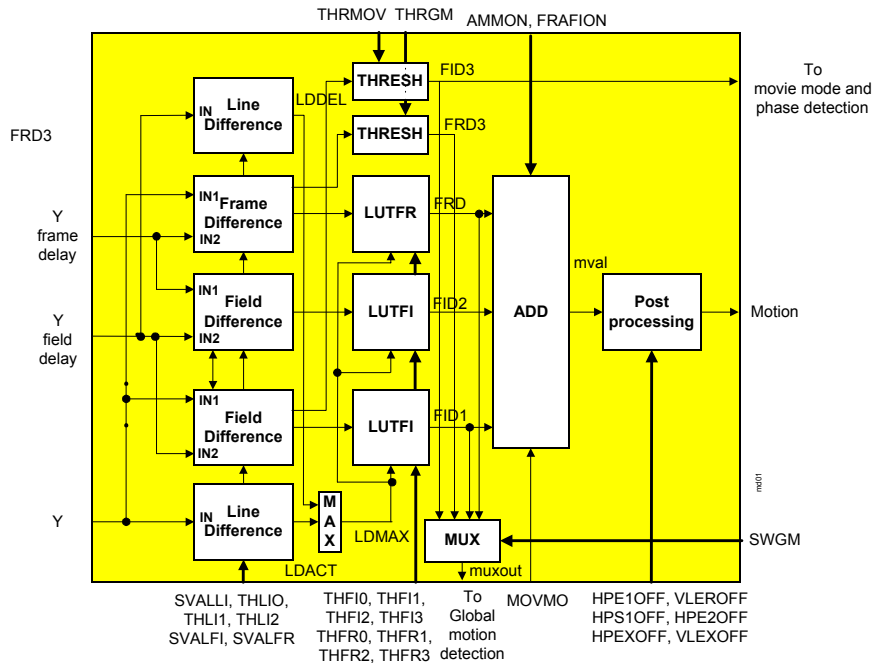 THRMOV THRGM
AMMON, FRAFION
THRESH
FID3
To
movie mode and
phase detection
Line
Difference
IN
LDDEL
THRESH
FRD3
FRD3
IN1
Frame
Difference
IN2
LUTFR
FRD
Y
frame
delay
IN1
Field
Difference
IN2
LUTFI
FID2
ADD
mval
Post
processing
Motion
Y
field
delay
IN1
Field
Difference
IN2
LUTFI
FID1
Y
IN
Line
Difference
M
A
X
LDMAX
LDACT
MUX
muxout
SWGM
md01
SVALLI, THLIO,
THLI1, THLI2
SVALFI, SVALFR
THFI0, THFI1,
THFI2, THFI3
THFR0, THFR1,
THFR2, THFR3
To
Global
motion
detection
MOVMO
HPE1OFF, VLEROFF
HPS1OFF, HPE2OFF
HPEXOFF, VLEXOFF